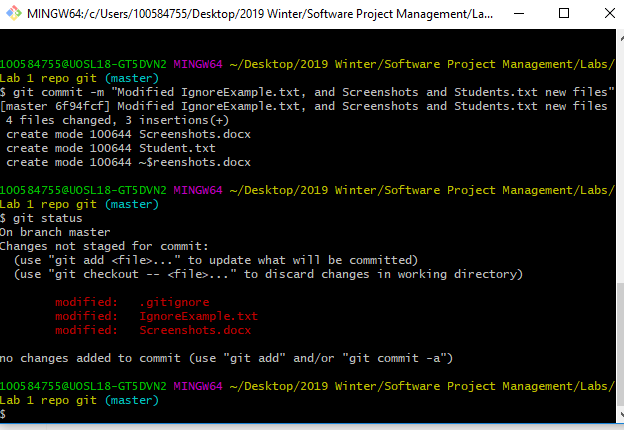 MINGW64:/c/Users/100584755/Desktop/2019 Winter/Software Project Management/La...
100584755@UOSL18-GT5DVN2 MINGW64 ~/Desktop/2019 Winter/Software Project Management/Labs/
Lab 1 repo git (master)
$ git commit -m "Modified IgnoreExample.txt, and Screenshots and Students.txt new files"
[master 6f94fcf] Modified IgnoreExample.txt, and Screenshots and Students.txt new files
 4 files changed, 3 insertions(+)
 create mode 100644 Screenshots.docx
 create mode 100644 Student.txt
 create mode 100644 ~$reenshots.docx
100584755@UOSL18-GT5DVN2 MINGW64 ~/Desktop/2019 Winter/Software Project Management/Labs/
Lab 1 repo git (master)
$ git status
On branch master
Changes not staged for commit:
  (use "git add <file>..." to update what will be committed)
  (use "git checkout -- <file>..." to discard changes in working directory)
        modified:   .gitignore
        modified:   IgnoreExample.txt
        modified:   Screenshots.docx
no changes added to commit (use "git add" and/or "git commit -a")
100584755@UOSL18-GT5DVN2 MINGW64 ~/Desktop/2019 Winter/Software Project Management/Labs/
Lab 1 repo git (master)
$